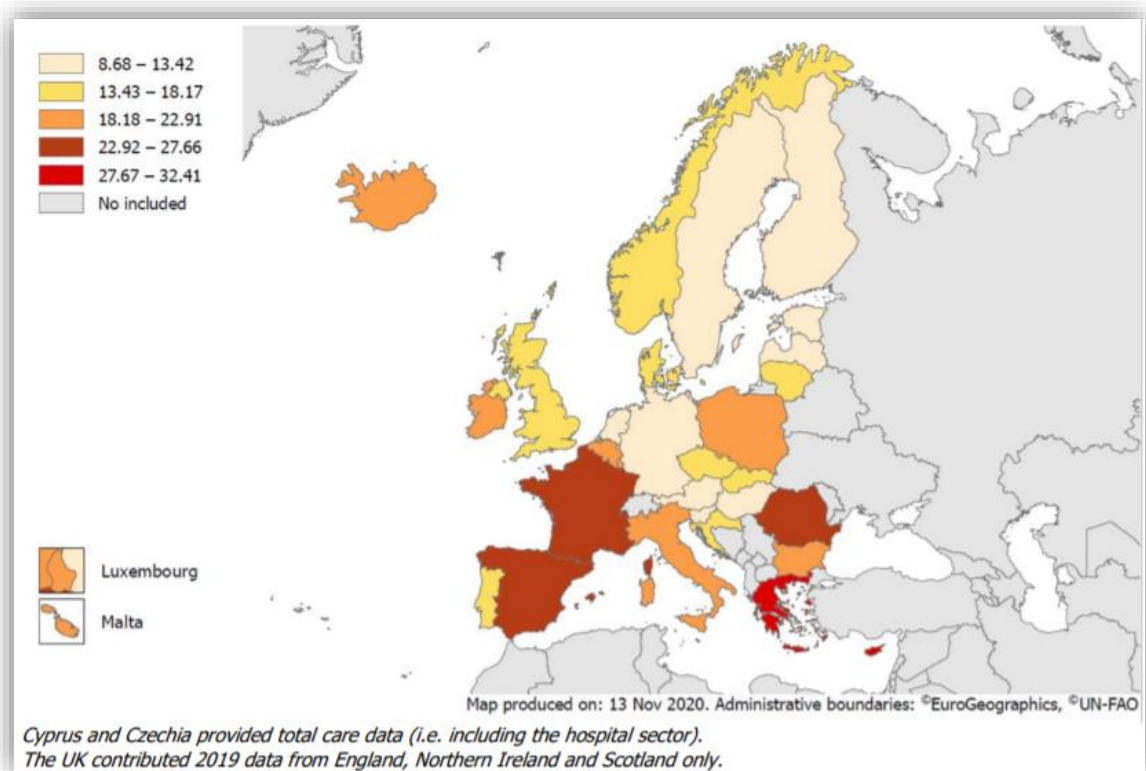 8.68 – 13.42
13.43 – 18.17
18.18 – 22.91
22.92 – 27.66
27.67 – 32.41
No included
Luxembourg
Malta
Map produced on: 13 Nov 2020. Administrative boundaries: ©EuroGeographics, ©UN-FAO
Cyprus and Czechia provided total care data (i.e. including the hospital sector).
The UK contributed 2019 data from England, Northern Ireland and Scotland only.